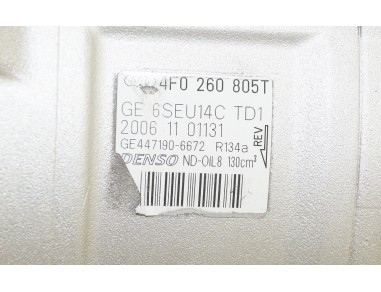 4F0 260 805T
GE 6SEU14C TD1
2006 11 01131
GE447190-6672 R134a
DENSO ND-OIL8 130cm³
REV